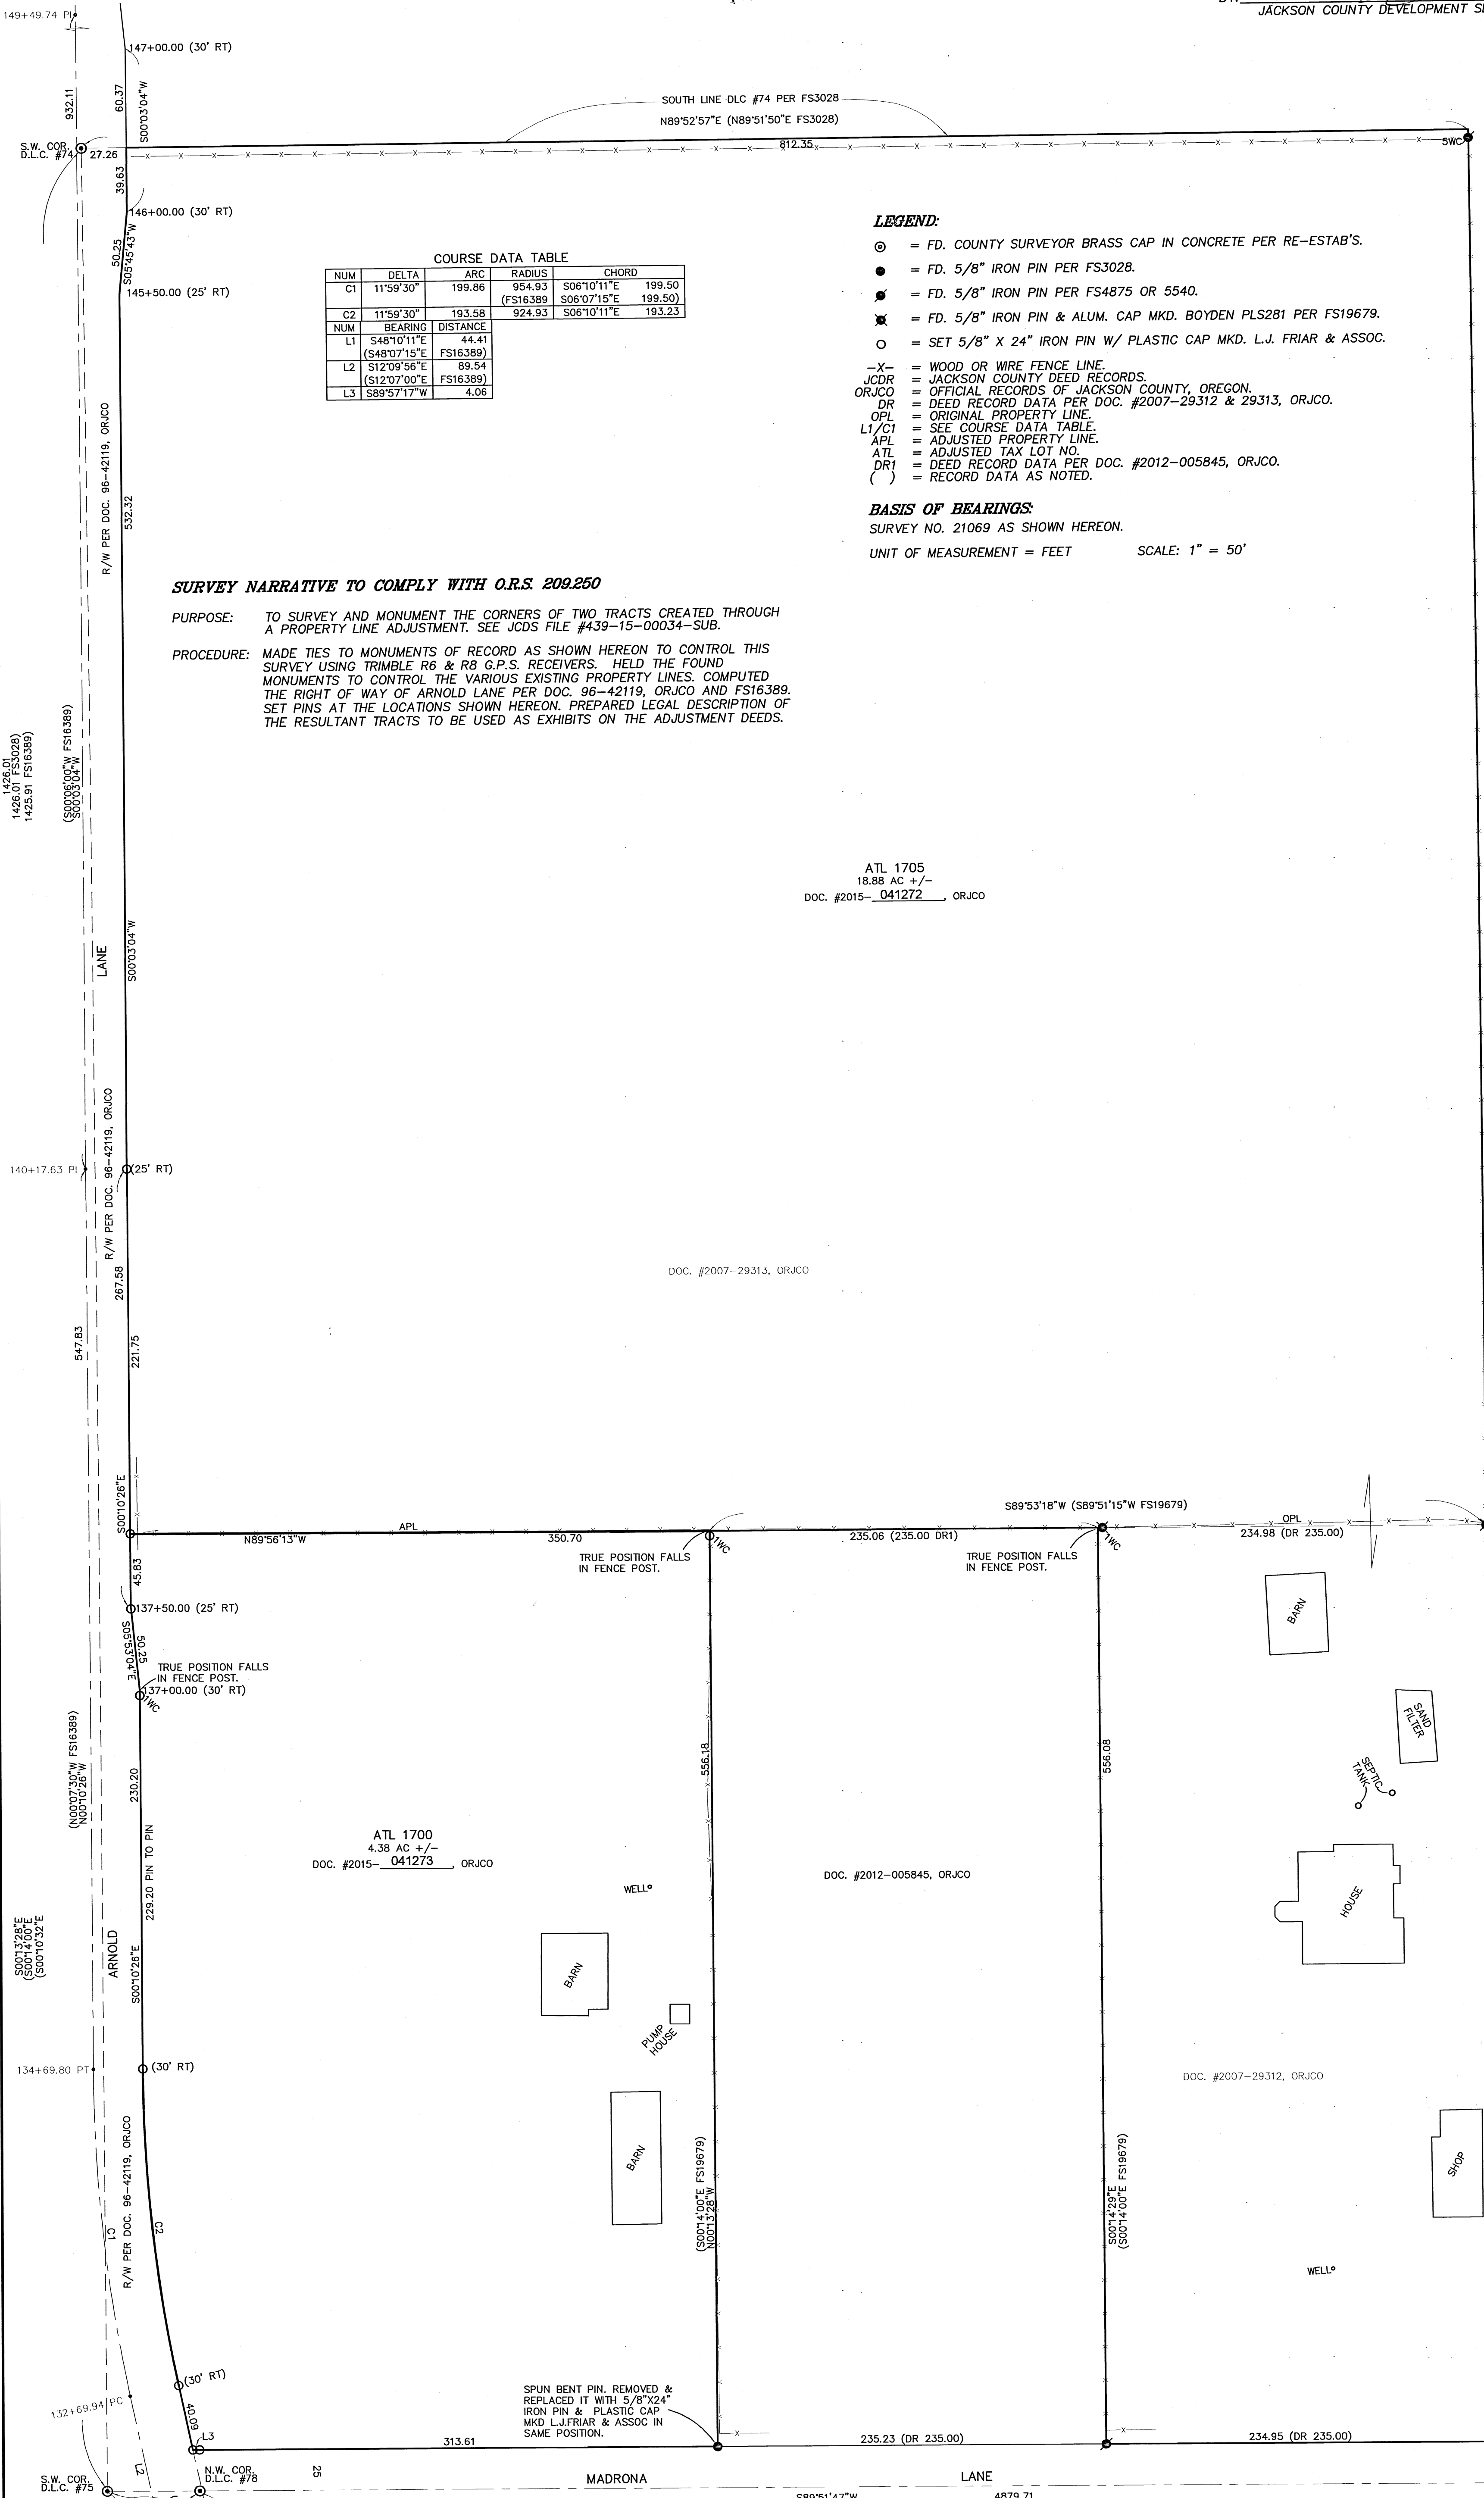 JACKSON COUNTY DEVELOPMENT
149+49.74 PI
147+00.00 (30' RT)
932.11
60.37
S00°03'04"W
SOUTH LINE DLC #74 PER FS3028
N89°52'57"E (N89°51'50"E FS3028)
812.35
5WC
S.W. COR.
D.L.C. #74
27.26
39.63
146+00.00 (30' RT)
50.25
S05°45'43"W
145+50.00 (25' RT)
COURSE DATA TABLE
NUM DELTA ARC RADIUS CHORD
C1 11°59'30" 199.86 954.93 S06°10'11"E 199.50
(FS16389 S06°07'15"E 199.50)
C2 11°59'30" 193.58 924.93 S06°10'11"E 193.23
NUM BEARING DISTANCE
L1 S48°10'11"E 44.41
(S48°07'15"E FS16389)
L2 S12°09'56"E 89.54
(S12°07'00"E FS16389)
L3 S89°57'17"W 4.06
LEGEND:
= FD. COUNTY SURVEYOR BRASS CAP IN CONCRETE PER RE-ESTAB'S.
= FD. 5/8" IRON PIN PER FS3028.
= FD. 5/8" IRON PIN PER FS4875 OR 5540.
= FD. 5/8" IRON PIN & ALUM. CAP MKD. BOYDEN PLS281 PER FS19679.
= SET 5/8" X 24" IRON PIN W/ PLASTIC CAP MKD. L.J. FRIAR & ASSOC.
-X- = WOOD OR WIRE FENCE LINE.
JCDR = JACKSON COUNTY DEED RECORDS.
ORJCO = OFFICIAL RECORDS OF JACKSON COUNTY, OREGON.
DR = DEED RECORD DATA PER DOC. #2007-29312 & 29313, ORJCO.
OPL = ORIGINAL PROPERTY LINE.
L1/C1 = SEE COURSE DATA TABLE.
APL = ADJUSTED PROPERTY LINE.
ATL = ADJUSTED TAX LOT NO.
DR1 = DEED RECORD DATA PER DOC. #2012-005845, ORJCO.
( ) = RECORD DATA AS NOTED.
BASIS OF BEARINGS:
SURVEY NO. 21069 AS SHOWN HEREON.
UNIT OF MEASUREMENT = FEET SCALE: 1" = 50'
R/W PER DOC. 96-42119, ORJCO
532.32
SURVEY NARRATIVE TO COMPLY WITH O.R.S. 209.250
PURPOSE: TO SURVEY AND MONUMENT THE CORNERS OF TWO TRACTS CREATED THROUGH
A PROPERTY LINE ADJUSTMENT. SEE JCDS FILE #439-15-00034-SUB.
PROCEDURE: MADE TIES TO MONUMENTS OF RECORD AS SHOWN HEREON TO CONTROL THIS
SURVEY USING TRIMBLE R6 & R8 G.P.S. RECEIVERS. HELD THE FOUND
MONUMENTS TO CONTROL THE VARIOUS EXISTING PROPERTY LINES. COMPUTED
THE RIGHT OF WAY OF ARNOLD LANE PER DOC. 96-42119, ORJCO AND FS16389.
SET PINS AT THE LOCATIONS SHOWN HEREON. PREPARED LEGAL DESCRIPTION OF
THE RESULTANT TRACTS TO BE USED AS EXHIBITS ON THE ADJUSTMENT DEEDS.
1426.01
1426.01 FS3028)
1425.91 FS16389)
(S00°06'00"W FS16389)
S00°03'04"W
ATL 1705
18.88 AC +/-
DOC. #2015- 041272 , ORJCO
LANE
S00°03'04"W
R/W PER DOC. 96-42119, ORJCO
140+17.63 PI
(25' RT)
267.58
547.83
221.75
DOC. #2007-29313, ORJCO
S00°10'26"E
APL
N89°56'13"W
350.70
S89°53'18"W (S89°51'15"W FS19679)
OPL
235.06 (235.00 DR1)
234.98 (DR 235.00)
1WC
1WC
TRUE POSITION FALLS
IN FENCE POST.
TRUE POSITION FALLS
IN FENCE POST.
45.83
137+50.00 (25' RT)
50.25
S05°53'04"E
TRUE POSITION FALLS
IN FENCE POST.
137+00.00 (30' RT)
1WC
BARN
SAND
FILTER
SEPTIC
TANK
(N00°07'30"W FS16389)
N00°10'26"W
230.20
229.20 PIN TO PIN
556.18
556.08
ATL 1700
4.38 AC +/-
DOC. #2015- 041273 , ORJCO
DOC. #2012-005845, ORJCO
WELL
HOUSE
S00°13'28"E
(S00°14'00"E
(S00°10'32"E
ARNOLD
S00°10'26"E
BARN
PUMP
HOUSE
134+69.80 PT
(30' RT)
DOC. #2007-29312, ORJCO
R/W PER DOC. 96-42119, ORJCO
BARN
SHOP
(S00°14'00"E FS19679)
N00°13'28"W
S00°14'29"E
(S00°14'00"E FS19679)
C1
C2
WELL
(30' RT)
132+69.94 PC
40.09
L3
SPUN BENT PIN. REMOVED &
REPLACED IT WITH 5/8"X24"
IRON PIN & PLASTIC CAP
MKD L.J.FRIAR & ASSOC IN
SAME POSITION.
313.61
235.23 (DR 235.00)
234.95 (DR 235.00)
L2
S.W. COR.
D.L.C. #75
N.W. COR.
D.L.C. #78
25
MADRONA
LANE
S89°51'47"W
4879.71